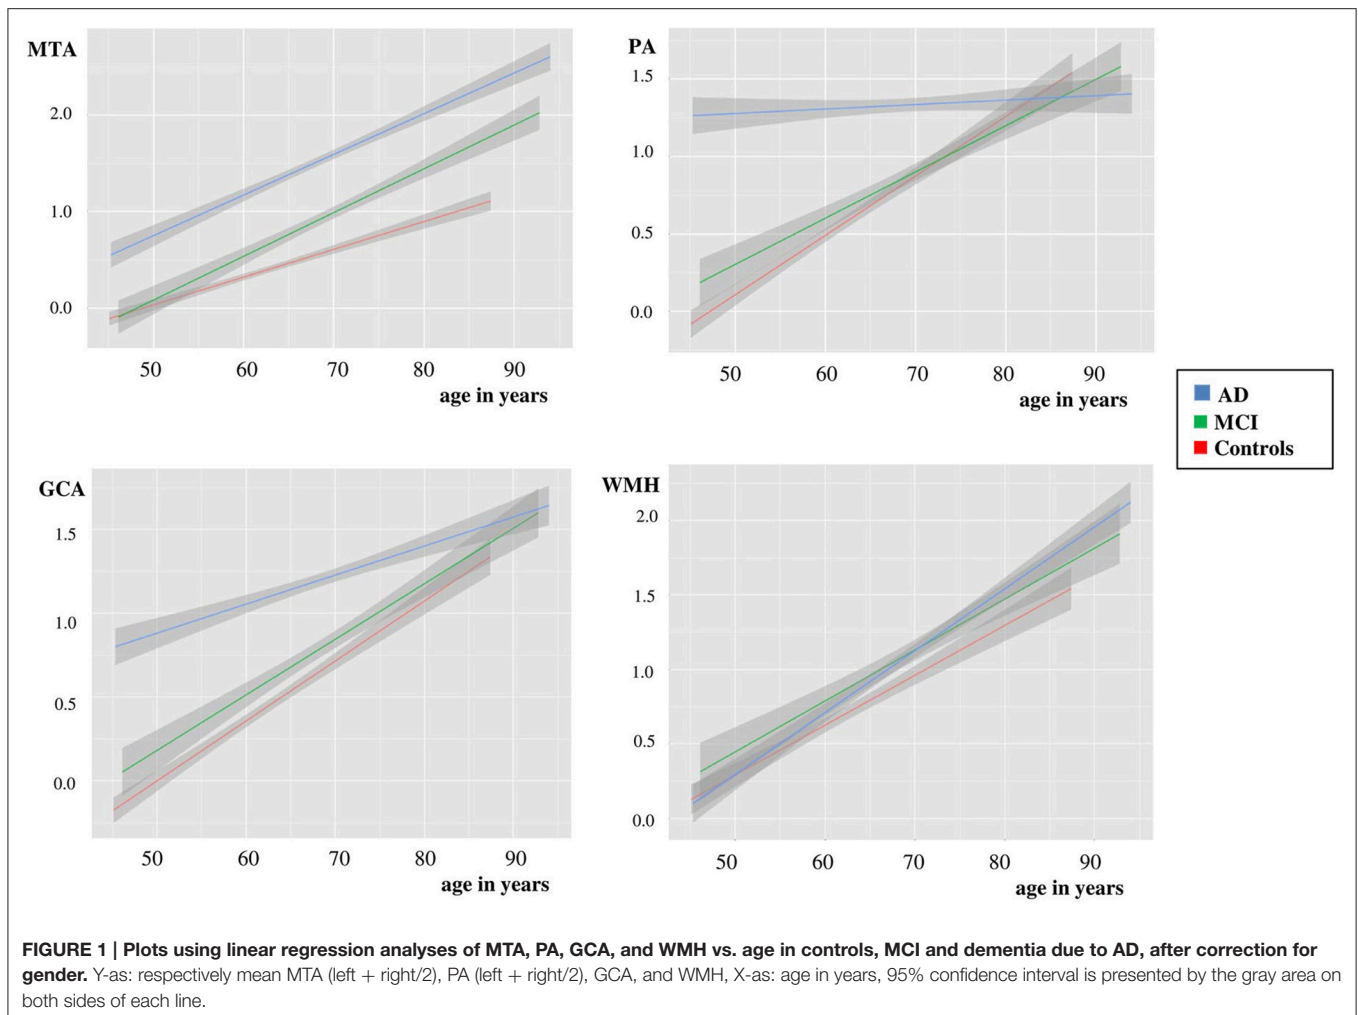 MTA
2.0
1.0
0.0
50 60 70 80 90
age in years
PA
1.5
1.0
0.5
0.0
50 60 70 80 90
age in years
AD
MCI
Controls
GCA
1.5
1.0
0.5
0.0
50 60 70 80 90
age in years
WMH
2.0
1.5
1.0
0.5
0.0
50 60 70 80 90
age in years
FIGURE 1 | Plots using linear regression analyses of MTA, PA, GCA, and WMH vs. age in controls, MCI and dementia due to AD, after correction for
gender. Y-as: respectively mean MTA (left + right/2), PA (left + right/2), GCA, and WMH, X-as: age in years, 95% confidence interval is presented by the gray area on
both sides of each line.